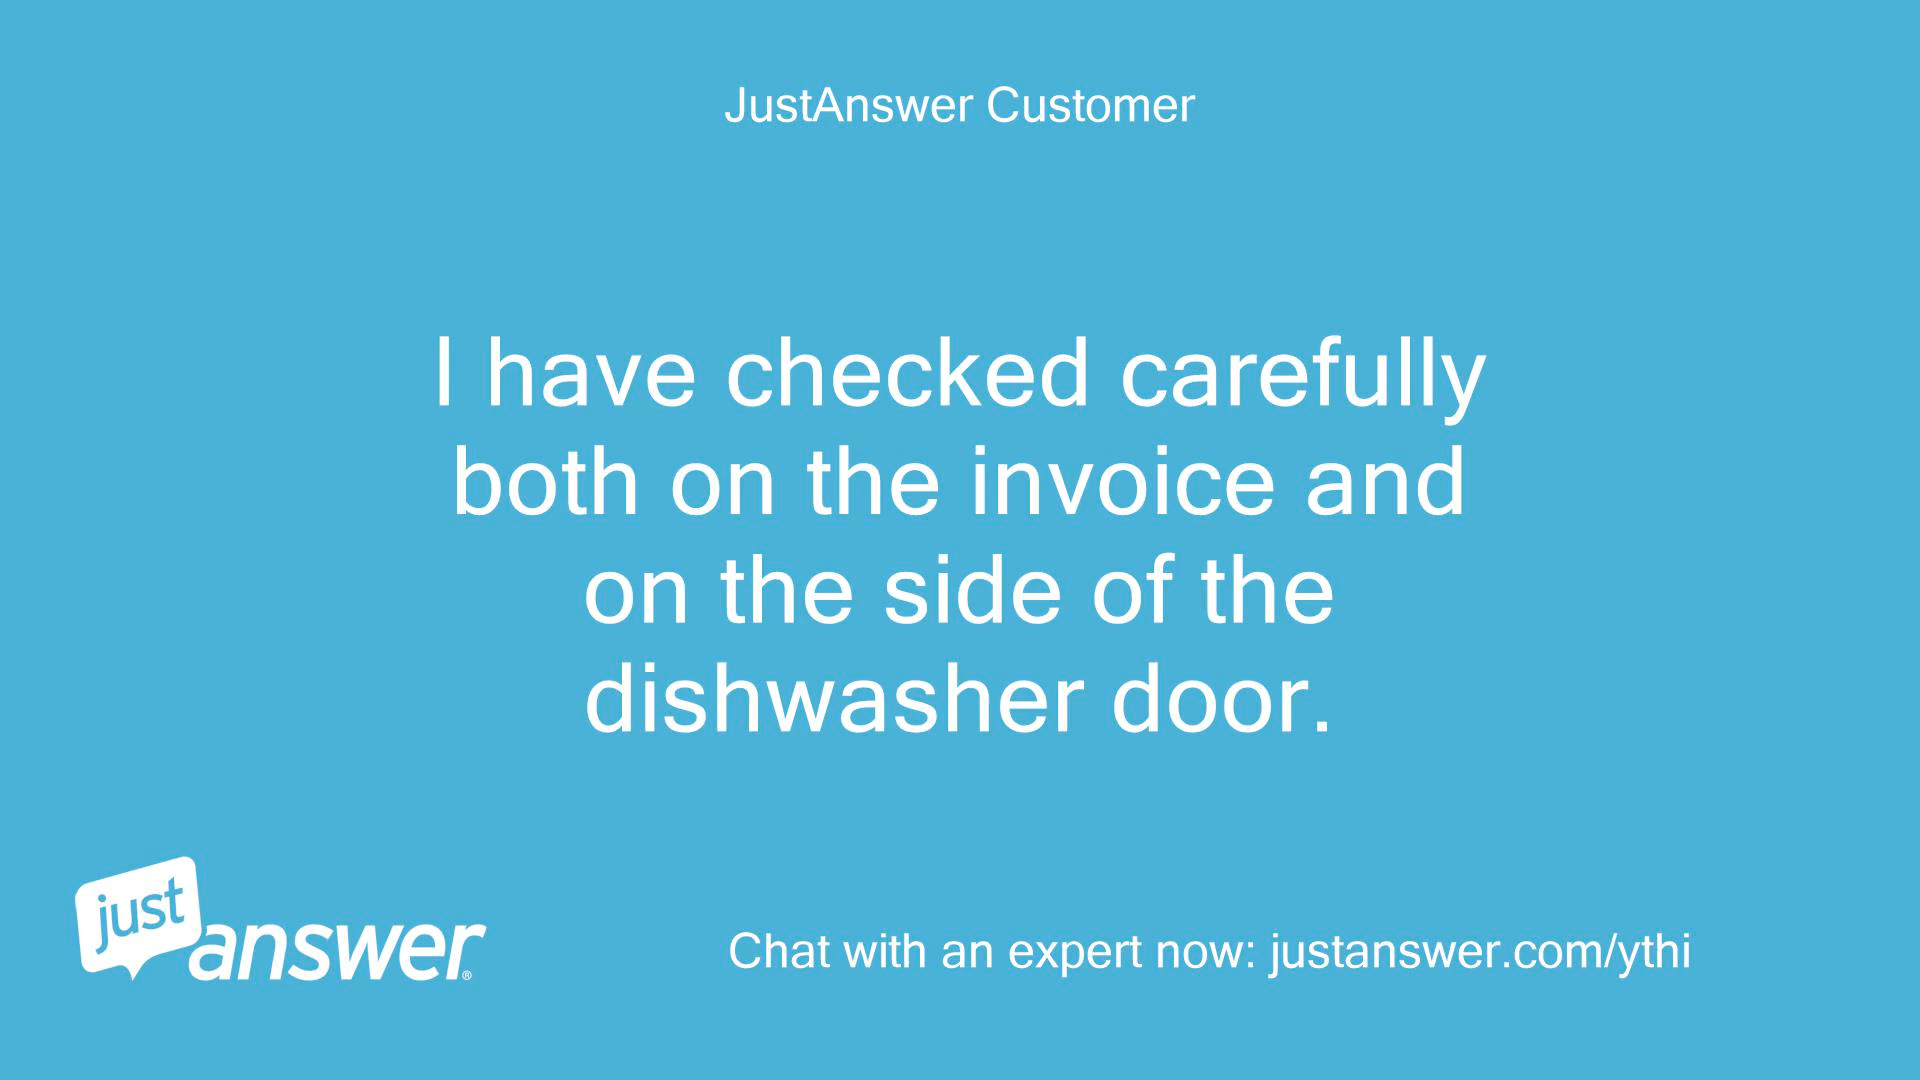 JustAnswer Customer
I have checked carefully
both on the invoice and
on the side of the
dishwasher door.
just
answer®
Chat with an expert now: justanswer.com/ythi